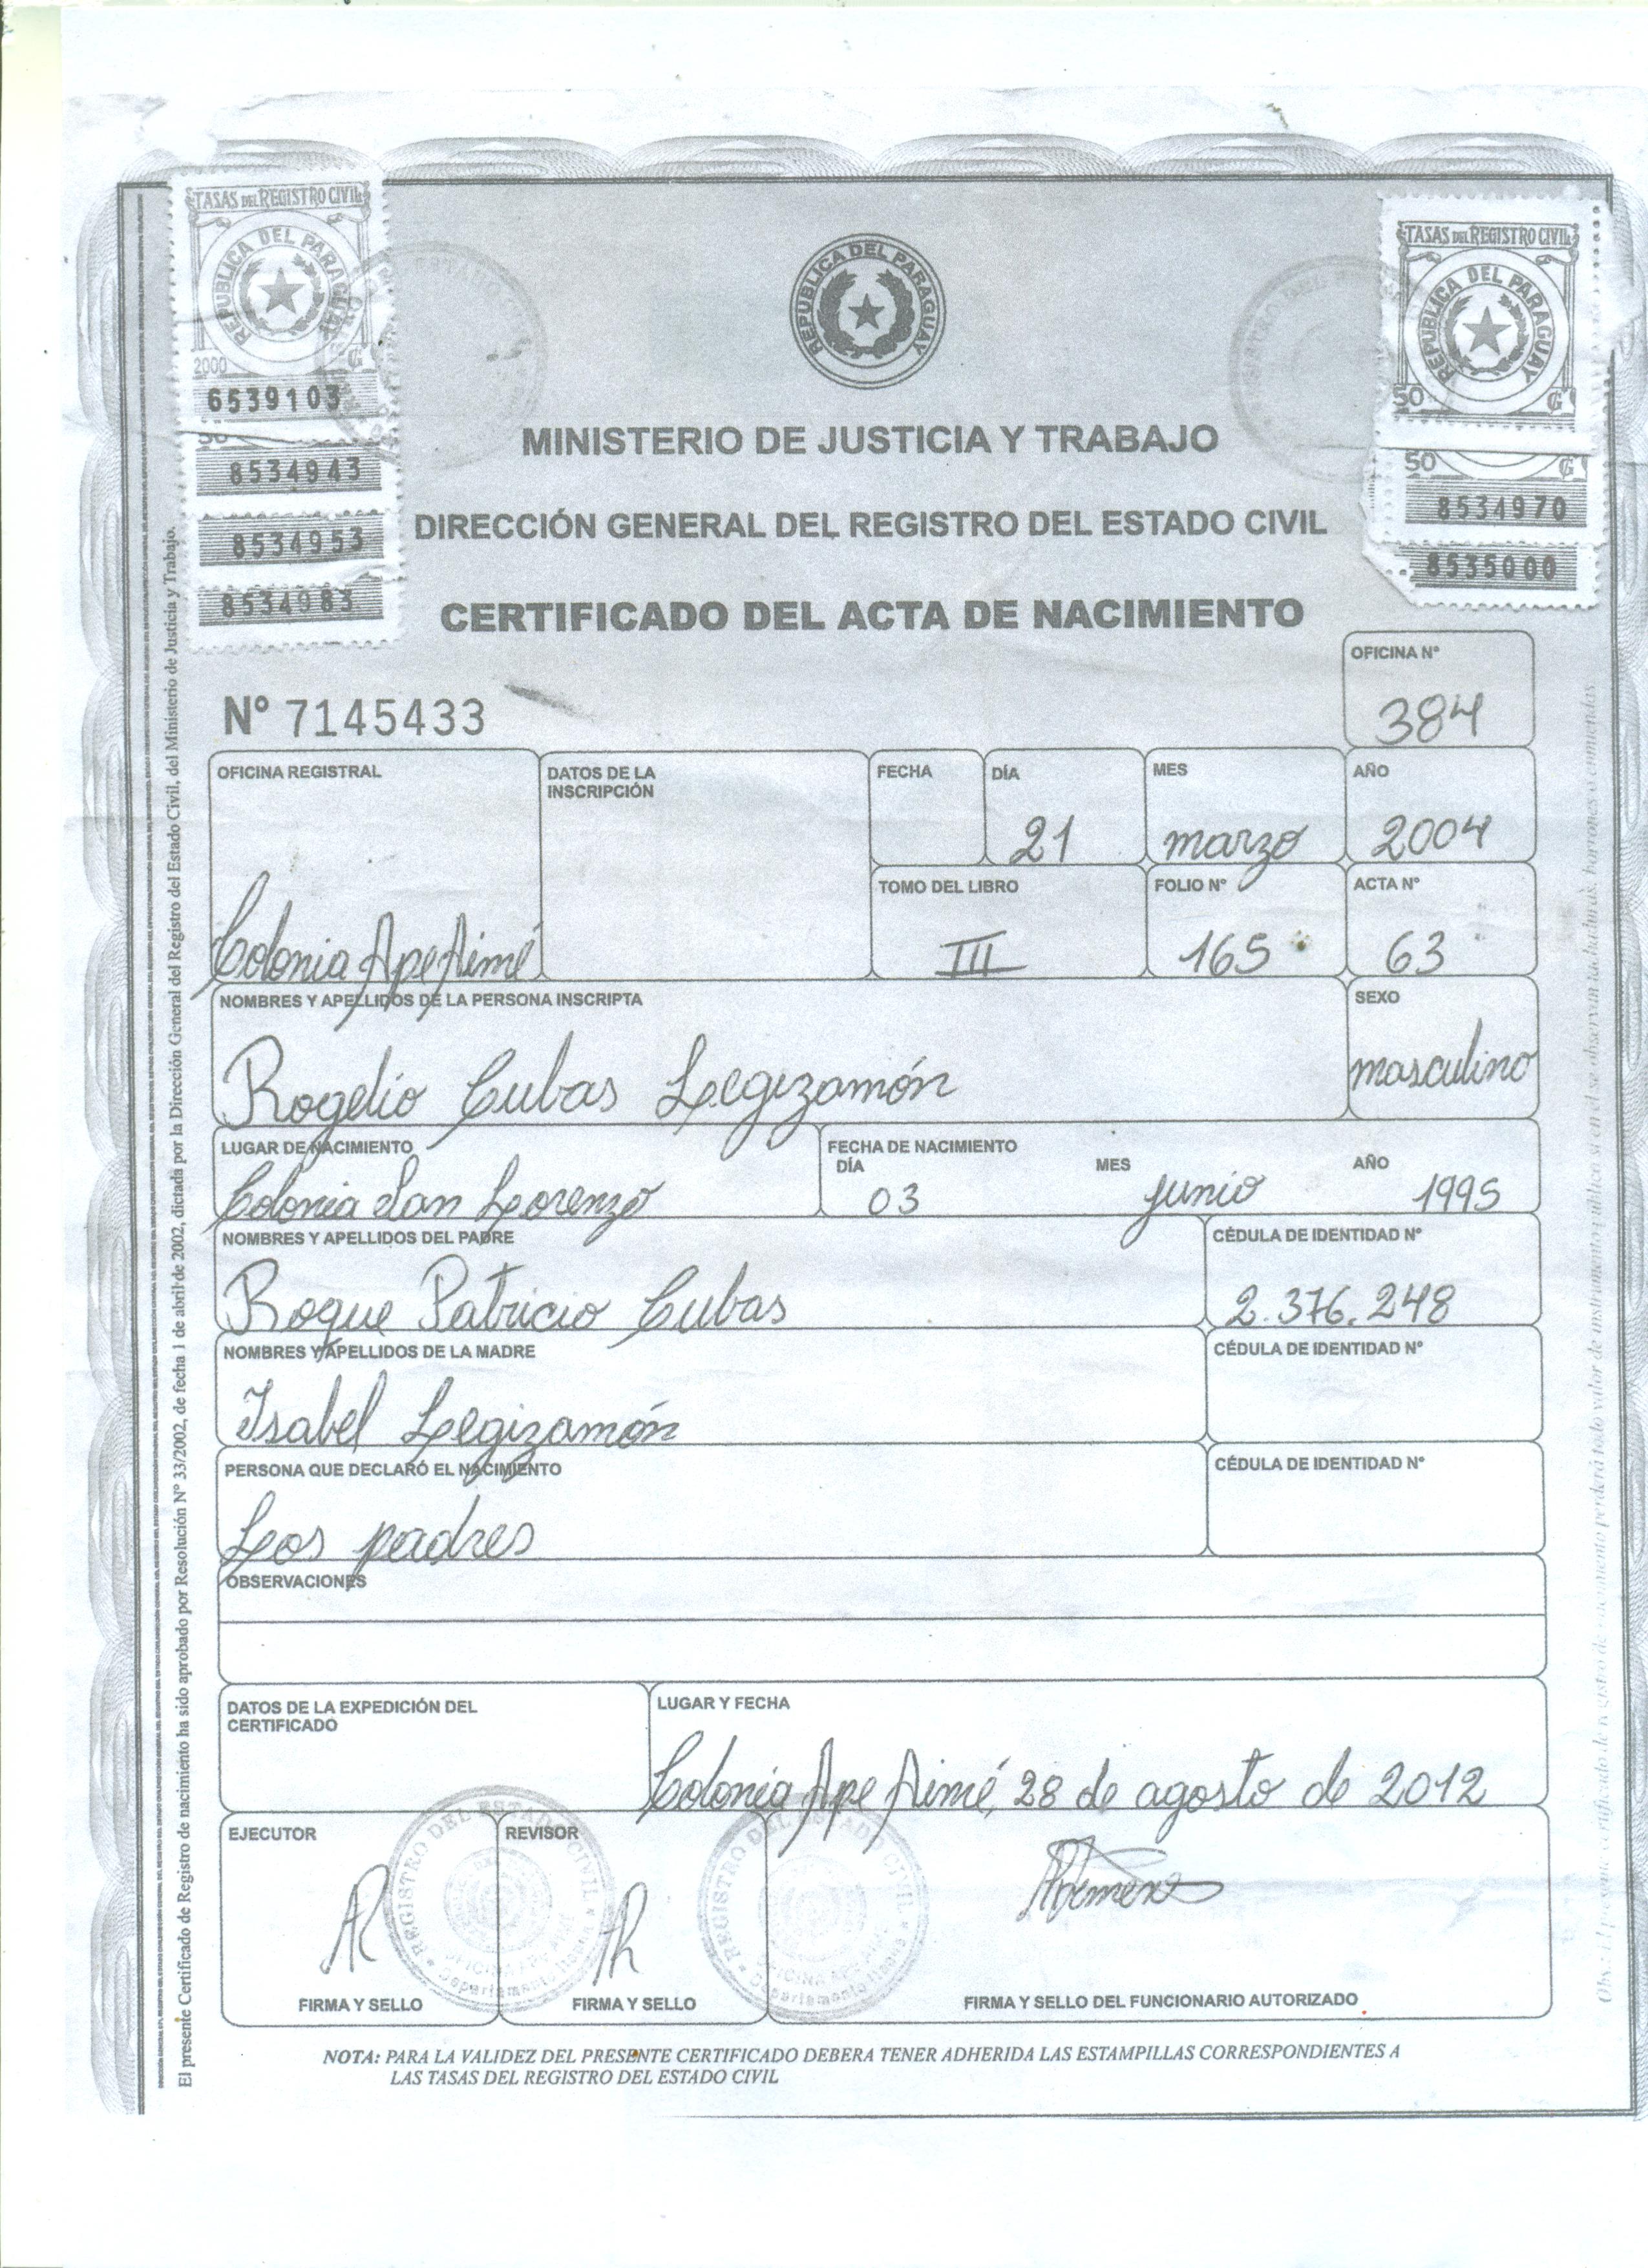 TASAS DEL REGISTRO CIVIL
REPUBLICA DEL PARAGUAY
2000 G
6539103
50
8534943
8534953
8534983
REPUBLICA DEL PARAGUAY
TASAS DEL REGISTRO CIVIL
REPUBLICA DEL PARAGUAY
50 G
50 G
8534970
8535000
MINISTERIO DE JUSTICIA Y TRABAJO
DIRECCIÓN GENERAL DEL REGISTRO DEL ESTADO CIVIL
CERTIFICADO DEL ACTA DE NACIMIENTO
OFICINA N°
384
N° 7145433
OFICINA REGISTRAL
Colonia Ape Aimé
DATOS DE LA
INSCRIPCIÓN
FECHA DÍA MES AÑO
21 marzo 2004
TOMO DEL LIBRO FOLIO N° ACTA N°
III 165 63
NOMBRES Y APELLIDOS DE LA PERSONA INSCRIPTA SEXO
Rogelio Cubas Legizamón masculino
LUGAR DE NACIMIENTO FECHA DE NACIMIENTO
DÍA MES AÑO
Colonia San Lorenzo 03 junio 1995
NOMBRES Y APELLIDOS DEL PADRE CÉDULA DE IDENTIDAD N°
Roque Patricio Cubas 2.376.248
NOMBRES Y APELLIDOS DE LA MADRE CÉDULA DE IDENTIDAD N°
Isabel Legizamón
PERSONA QUE DECLARÓ EL NACIMIENTO CÉDULA DE IDENTIDAD N°
Los padres
OBSERVACIONES
DATOS DE LA EXPEDICIÓN DEL
CERTIFICADO
LUGAR Y FECHA
Colonia Ape Aimé, 28 de agosto de 2012
EJECUTOR REVISOR
REGISTRO DEL ESTADO CIVIL
REGISTRO DEL ESTADO CIVIL
FIRMA Y SELLO FIRMA Y SELLO FIRMA Y SELLO DEL FUNCIONARIO AUTORIZADO
NOTA: PARA LA VALIDEZ DEL PRESENTE CERTIFICADO DEBERA TENER ADHERIDA LAS ESTAMPILLAS CORRESPONDIENTES A
LAS TASAS DEL REGISTRO DEL ESTADO CIVIL
El presente Certificado de Registro de nacimiento ha sido aprobado por Resolución N° 33/2002, de fecha 1 de abril de 2002, dictada por la Dirección General del Registro del Estado Civil, del Ministerio de Justicia y Trabajo.